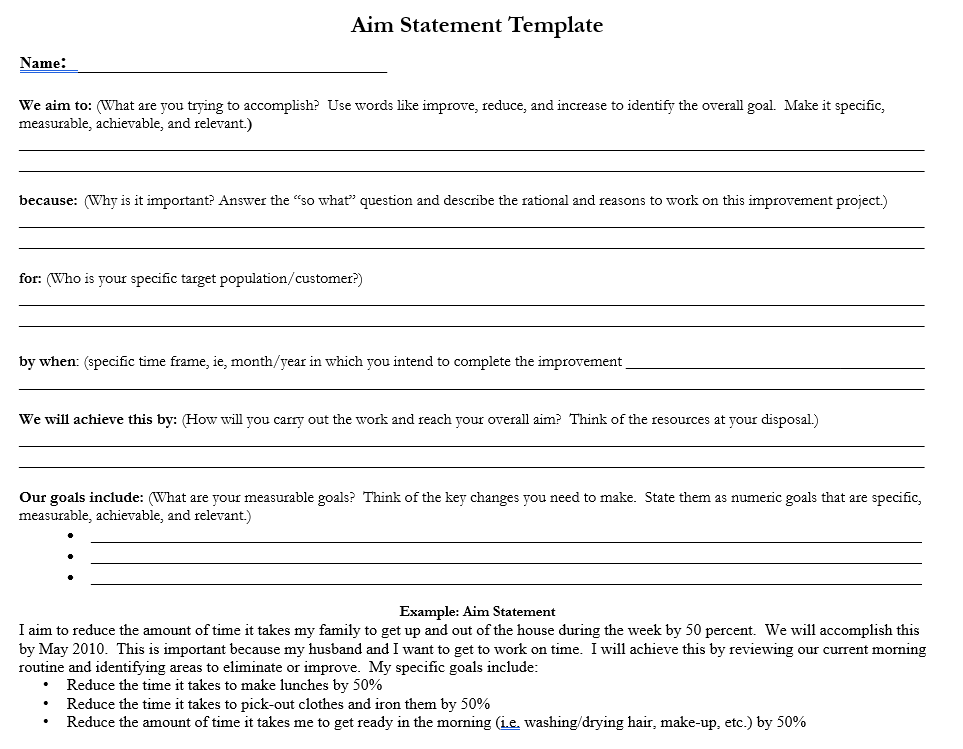 Aim Statement Template
Name:
We aim to: (What are you trying to accomplish? Use words like improve, reduce, and increase to identify the overall goal. Make it specific,
measurable, achievable, and relevant.)
because: (Why is it important? Answer the “so what” question and describe the rational and reasons to work on this improvement project.)
for: (Who is your specific target population/customer?)
by when: (specific time frame, ie, month/year in which you intend to complete the improvement
We will achieve this by: (How will you carry out the work and reach your overall aim? Think of the resources at your disposal.)
Our goals include: (What are your measurable goals? Think of the key changes you need to make. State them as numeric goals that are specific,
measurable, achievable, and relevant.)
•
•
•
Example: Aim Statement
I aim to reduce the amount of time it takes my family to get up and out of the house during the week by 50 percent. We will accomplish this
by May 2010. This is important because my husband and I want to get to work on time. I will achieve this by reviewing our current morning
routine and identifying areas to eliminate or improve. My specific goals include:
• Reduce the time it takes to make lunches by 50%
• Reduce the time it takes to pick-out clothes and iron them by 50%
• Reduce the amount of time it takes me to get ready in the morning (i.e. washing/drying hair, make-up, etc.) by 50%